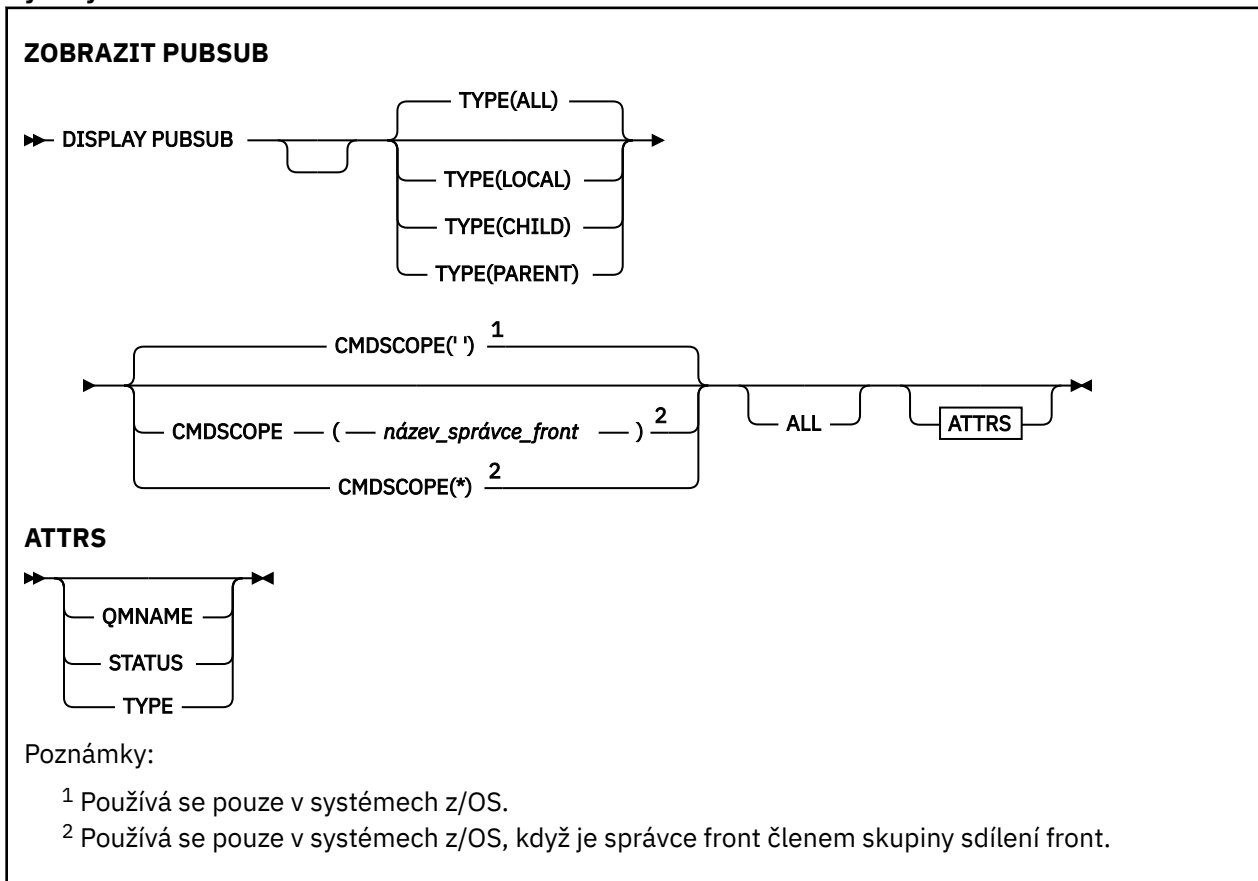 ZOBRAZIT PUBSUB
TYPE(ALL)
DISPLAY PUBSUB
TYPE(LOCAL)
TYPE(CHILD)
TYPE(PARENT)
CMDSCOPE(' ') 1
CMDSCOPE ( název_správce_front ) 2
ALL
ATTRS
CMDSCOPE(*) 2
ATTRS
QMNAME
STATUS
TYPE
Poznámky:
1 Používá se pouze v systémech z/OS.
2 Používá se pouze v systémech z/OS, když je správce front členem skupiny sdílení front.